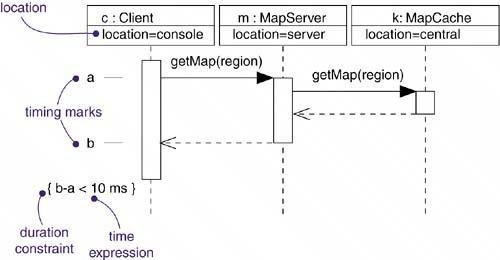 location
c : Client
m : MapServer
k: MapCache
location=console
location=server
location=central
getMap(region)
getMap(region)
a
timing marks
b
{ b-a < 10 ms }
duration
constraint
time
expression